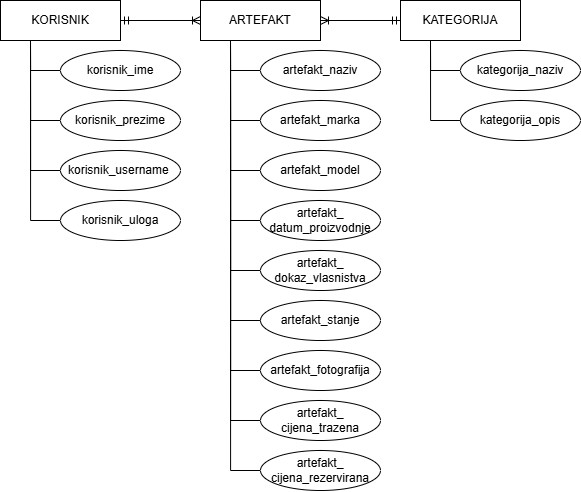 KORISNIK
korisnik_ime
korisnik_prezime
korisnik_username
korisnik_uloga
ARTEFAKT
artefakt_naziv
artefakt_marka
artefakt_model
artefakt_
datum_proizvodnje
artefakt_
dokaz_vlasnistva
artefakt_stanje
artefakt_fotografija
artefakt_
cijena_trazena
artefakt_
cijena_rezervirana
KATEGORIJA
kategorija_naziv
kategorija_opis